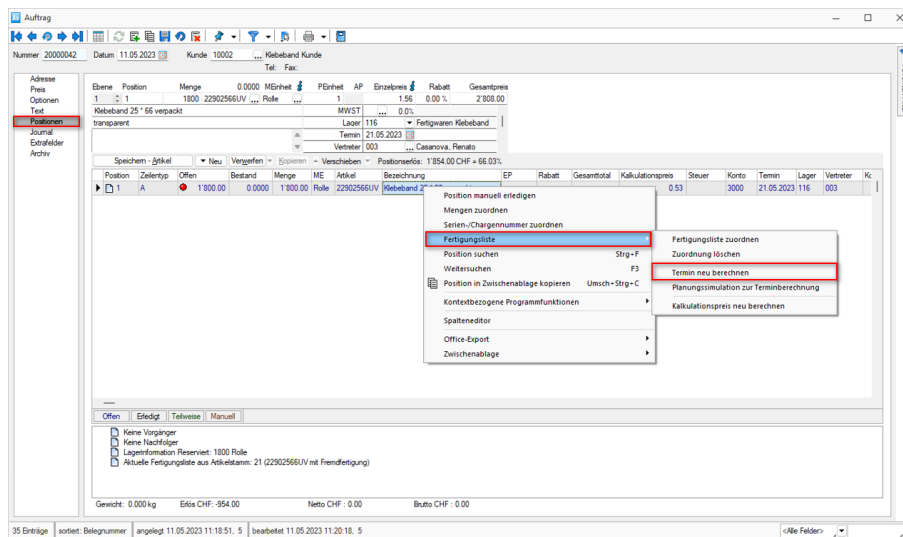 Auftrag
Nummer 20000042 Datum 11.05.2023 Kunde 10002 ... Klebeband Kunde
Tel: Fax:
Adresse
Preis
Optionen
Text
Positionen
Journal
Extrafelder
Archiv
Ebene Position Menge 0.0000 MEinheit PEinheit AP Einzelpreis Rabatt Gesamtpreis
1 1 1800 22902566UV ... Rolle ... 1 1.56 0.00 % 2'808.00
Klebeband 25 * 66 verpackt MWST ... 0.0%
transparent Lager 116 Fertigwaren Klebeband
Termin 21.05.2023
Vertreter 003 ... Casanova, Renato
Speichern - Artikel Neu Verwerfen Kopieren Verschieben Positionserlös: 1'854.00 CHF = 66.03%
Position Zeilentyp Offen Bestand Menge ME Artikel Bezeichnung EP Rabatt Gesamttotal Kalkulationspreis Steuer Konto Termin Lager Vertreter
1 A 1'800.00 0.0000 1'800.00 Rolle 22902566UV Klebeband 0.53 3000 21.05.2023 116 003
Position manuell erledigen
Mengen zuordnen
Serien-/Chargennummer zuordnen
Fertigungsliste
Position suchen Strg+F
Weitersuchen F3
Position in Zwischenablage kopieren Umsch+Strg+C
Kontextbezogene Programmfunktionen
Spalteneditor
Office-Export
Zwischenablage
Fertigungsliste zuordnen
Zuordnung löschen
Termin neu berechnen
Planungssimulation zur Terminberechnung
Kalkulationspreis neu berechnen
Offen Erledigt Teilweise Manuell
Keine Vorgänger
Keine Nachfolger
Lagerinformation Reserviert: 1800 Rolle
Aktuelle Fertigungsliste aus Artikelstamm: 21 (22902566UV mit Fremdfertigung)
Gewicht: 0.000 kg Erlös CHF: -954.00 Netto CHF : 0.00 Brutto CHF : 0.00
35 Einträge sortiert: Belegnummer angelegt 11.05.2023 11:18:51, 5 bearbeitet 11.05.2023 11:20:18, 5 <Alle Felder>